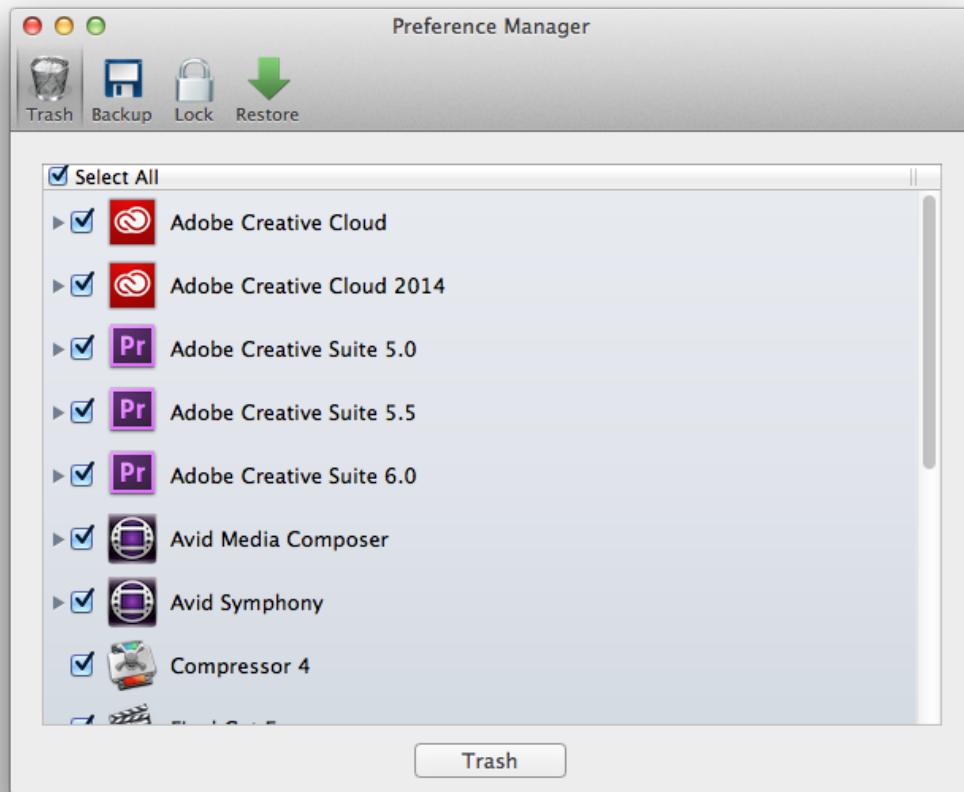 Preference Manager
Trash Backup Lock Restore
Select All
Adobe Creative Cloud
Adobe Creative Cloud 2014
Pr Adobe Creative Suite 5.0
Pr Adobe Creative Suite 5.5
Pr Adobe Creative Suite 6.0
Avid Media Composer
Avid Symphony
Compressor 4
Trash